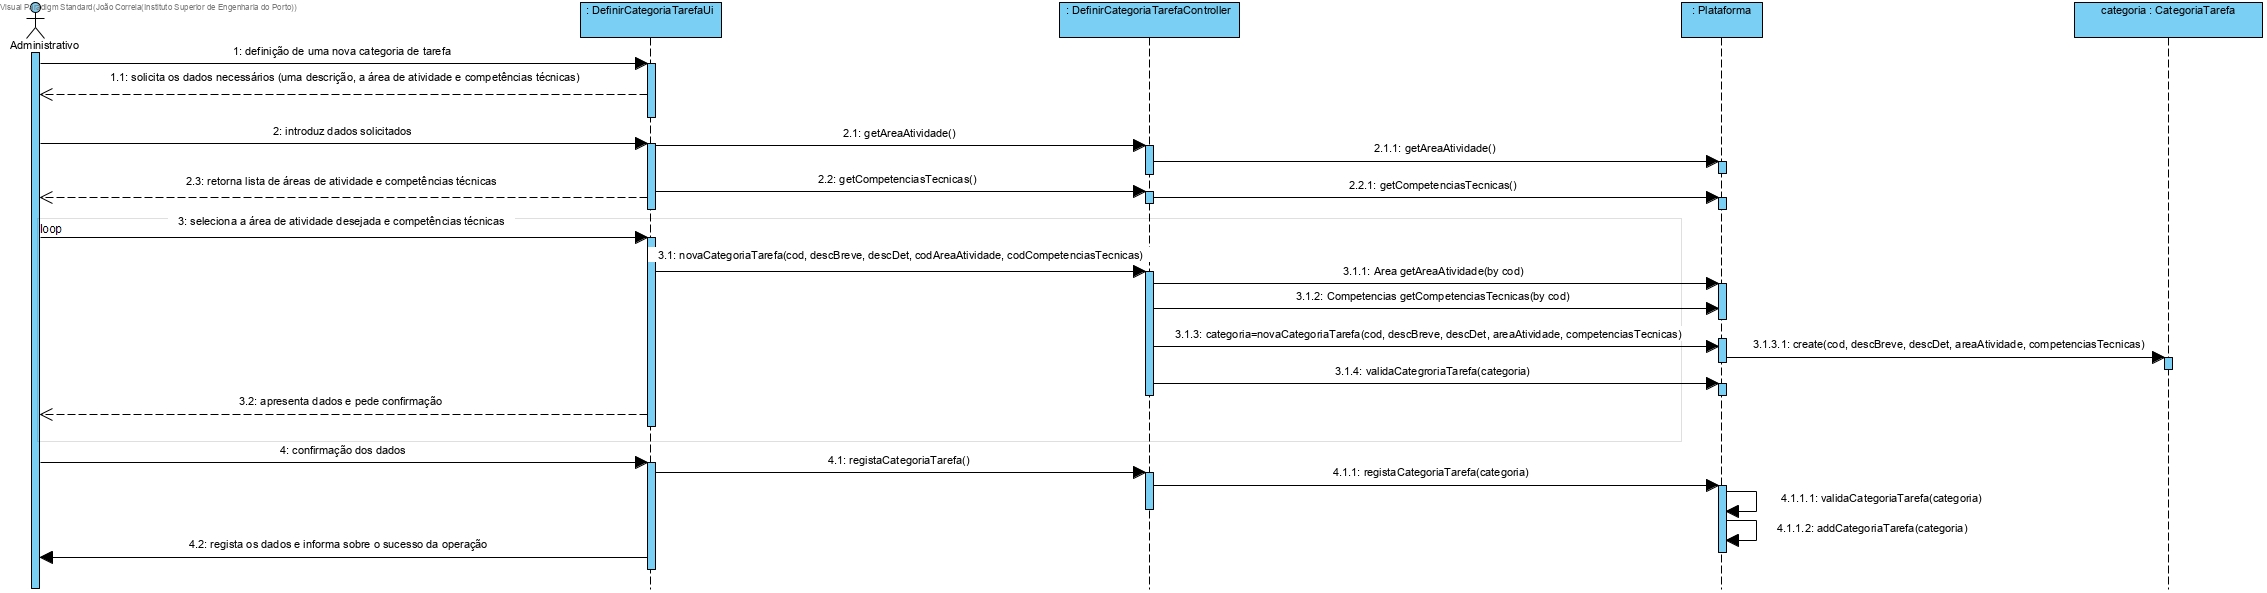 Visual Paradigm Standard(João Correia(Instituto Superior de Engenharia do Porto))
: DefinirCategoriaTarefaUi
: DefinirCategoriaTarefaController
: Plataforma
categoria : CategoriaTarefa
Administrativo
1: definição de uma nova categoria de tarefa
1.1: solicita os dados necessários (uma descrição, a área de atividade e competências técnicas)
2: introduz dados solicitados
2.1: getAreaAtividade()
2.1.1: getAreaAtividade()
2.3: retorna lista de áreas de atividade e competências técnicas
2.2: getCompetenciasTecnicas()
2.2.1: getCompetenciasTecnicas()
3: seleciona a área de atividade desejada e competências técnicas
loop
3.1: novaCategoriaTarefa(cod, descBreve, descDet, codAreaAtividade, codCompetenciasTecnicas)
3.1.1: Area getAreaAtividade(by cod)
3.1.2: Competencias getCompetenciasTecnicas(by cod)
3.1.3: categoria=novaCategoriaTarefa(cod, descBreve, descDet, areaAtividade, competenciasTecnicas)
3.1.3.1: create(cod, descBreve, descDet, areaAtividade, competenciasTecnicas)
3.1.4: validaCategroriaTarefa(categoria)
3.2: apresenta dados e pede confirmação
4: confirmação dos dados
4.1: registaCategoriaTarefa()
4.1.1: registaCategoriaTarefa(categoria)
4.1.1.1: validaCategoriaTarefa(categoria)
4.1.1.2: addCategoriaTarefa(categoria)
4.2: regista os dados e informa sobre o sucesso da operação